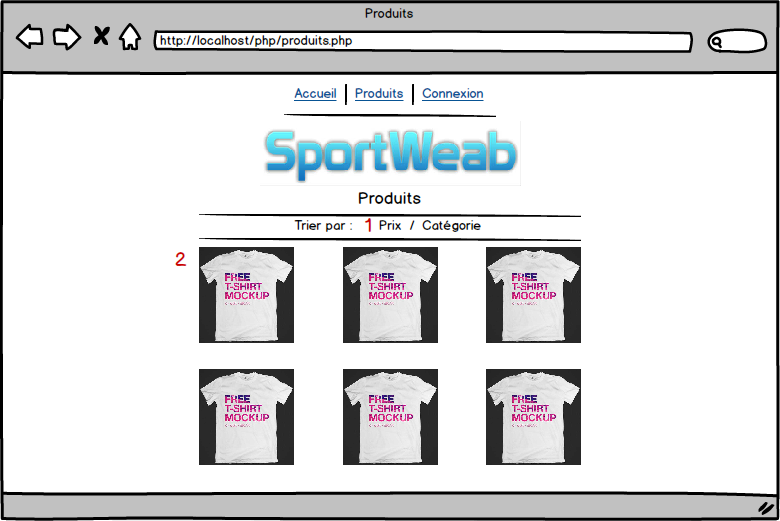 Produits
http://localhost/php/produits.php
Accueil Produits Connexion
SportWeab
Produits
Trier par : 1 Prix / Catégorie
2
FREE T-SHIRT MOCKUP
FREE T-SHIRT MOCKUP
FREE T-SHIRT MOCKUP
FREE T-SHIRT MOCKUP
FREE T-SHIRT MOCKUP
FREE T-SHIRT MOCKUP